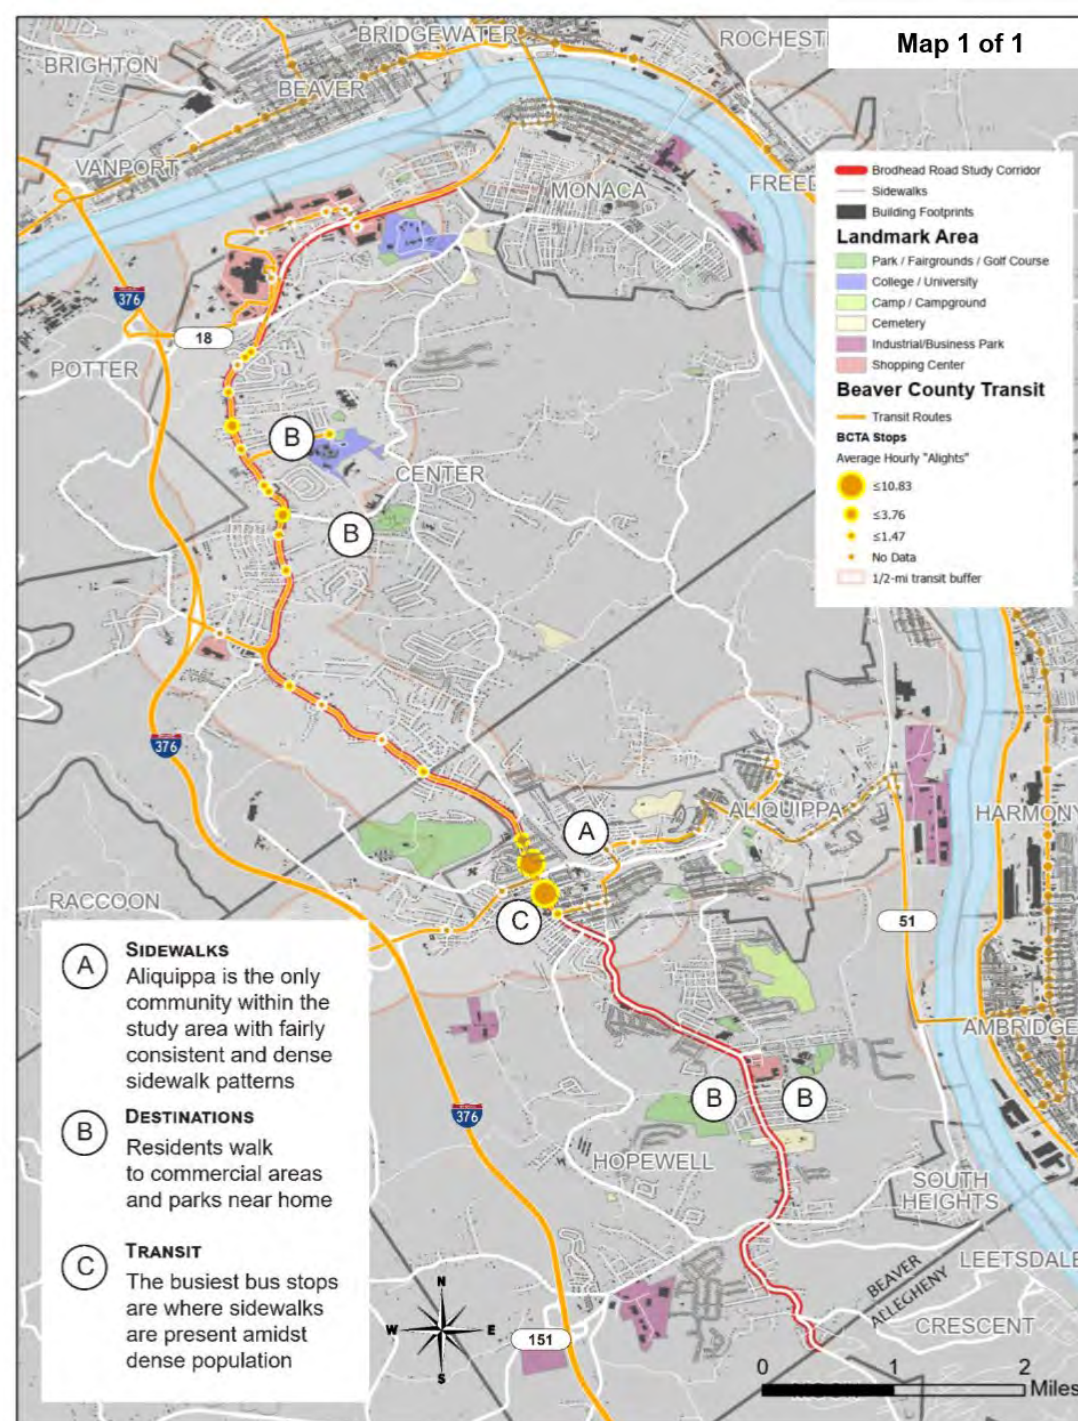 Map 1 of 1
BRIDGEWATER
BRIGHTON
BEAVER
VANPORT
MONACA
376
18
POTTER
CENTER
B
B
376
A
ALIQUIPPA
HARMONY
RACCOON
C
51
AMBRIDGE
B
B
376
HOPEWELL
SOUTH
HEIGHTS
LEETSDALE
BEAVER
ALLEGHENY
CRESCENT
151
Brodhead Road Study Corridor
Sidewalks
Building Footprints
Landmark Area
Park / Fairgrounds / Golf Course
College / University
Camp / Campground
Cemetery
Industrial/Business Park
Shopping Center
Beaver County Transit
Transit Routes
BCTA Stops
Average Hourly "Alights"
≤10.83
≤3.76
≤1.47
No Data
1/2-mi transit buffer
A
SIDEWALKS
Aliquippa is the only
community within the
study area with fairly
consistent and dense
sidewalk patterns
B
DESTINATIONS
Residents walk
to commercial areas
and parks near home
C
TRANSIT
The busiest bus stops
are where sidewalks
are present amidst
dense population
N
W E
S
0 1 2
Miles